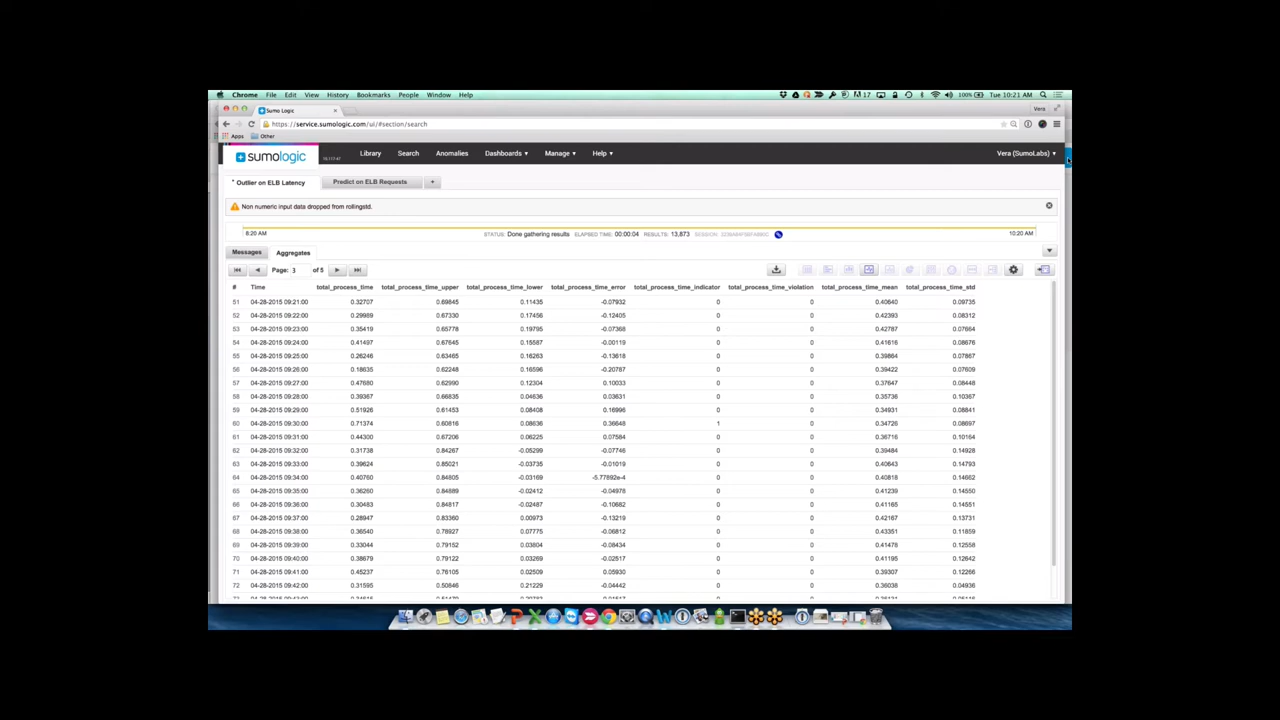 Chrome File Edit View History Bookmarks People Window Help 17 100% Tue 10:21 AM
Sumo Logic Vera
https://service.sumologic.com/ui/#section/search
Apps Other
sumologic Library Search Anomalies Dashboards Manage Help Vera (SumoLabs)
* Outlier on ELB Latency Predict on ELB Requests +
Non numeric input data dropped from rollingstd.
8:20 AM STATUS: Done gathering results ELAPSED TIME: 00:00:04 RESULTS: 13,873 SESSION: 10:20 AM
Messages Aggregates
Page: 3 of 5
# Time total_process_time total_process_time_upper total_process_time_lower total_process_time_error total_process_time_indicator total_process_time_violation total_process_time_mean total_process_time_std
51 04-28-2015 09:21:00 0.32707 0.69845 0.11435 -0.07932 0 0 0.40640 0.09735
52 04-28-2015 09:22:00 0.29989 0.67330 0.17456 -0.12405 0 0 0.42393 0.08312
53 04-28-2015 09:23:00 0.35419 0.65778 0.19795 -0.07368 0 0 0.42787 0.07664
54 04-28-2015 09:24:00 0.41497 0.67645 0.15587 -0.00119 0 0 0.41616 0.08676
55 04-28-2015 09:25:00 0.26246 0.63465 0.16263 -0.13618 0 0 0.39864 0.07867
56 04-28-2015 09:26:00 0.18635 0.62248 0.16596 -0.20787 0 0 0.39422 0.07609
57 04-28-2015 09:27:00 0.47680 0.62990 0.12304 0.10033 0 0 0.37647 0.08448
58 04-28-2015 09:28:00 0.39367 0.66835 0.04636 0.03631 0 0 0.35736 0.10367
59 04-28-2015 09:29:00 0.51926 0.61453 0.08408 0.16996 0 0 0.34931 0.08841
60 04-28-2015 09:30:00 0.71374 0.60816 0.08636 0.36648 1 0 0.34726 0.08697
61 04-28-2015 09:31:00 0.44300 0.67206 0.06225 0.07584 0 0 0.36716 0.10164
62 04-28-2015 09:32:00 0.31738 0.84267 -0.05299 -0.07746 0 0 0.39484 0.14928
63 04-28-2015 09:33:00 0.39624 0.85021 -0.03735 -0.01019 0 0 0.40643 0.14793
64 04-28-2015 09:34:00 0.40760 0.84805 -0.03169 -5.77892e-4 0 0 0.40818 0.14662
65 04-28-2015 09:35:00 0.36260 0.84889 -0.02412 -0.04978 0 0 0.41239 0.14550
66 04-28-2015 09:36:00 0.30483 0.84817 -0.02487 -0.10682 0 0 0.41165 0.14551
67 04-28-2015 09:37:00 0.28947 0.83360 0.00973 -0.13219 0 0 0.42167 0.13731
68 04-28-2015 09:38:00 0.36540 0.78927 0.07775 -0.06812 0 0 0.43351 0.11859
69 04-28-2015 09:39:00 0.33044 0.79152 0.03804 -0.08434 0 0 0.41478 0.12558
70 04-28-2015 09:40:00 0.38679 0.79122 0.03269 -0.02517 0 0 0.41195 0.12642
71 04-28-2015 09:41:00 0.45237 0.76105 0.02509 0.05930 0 0 0.39307 0.12266
72 04-28-2015 09:42:00 0.31595 0.50846 0.21229 -0.04442 0 0 0.36038 0.04936